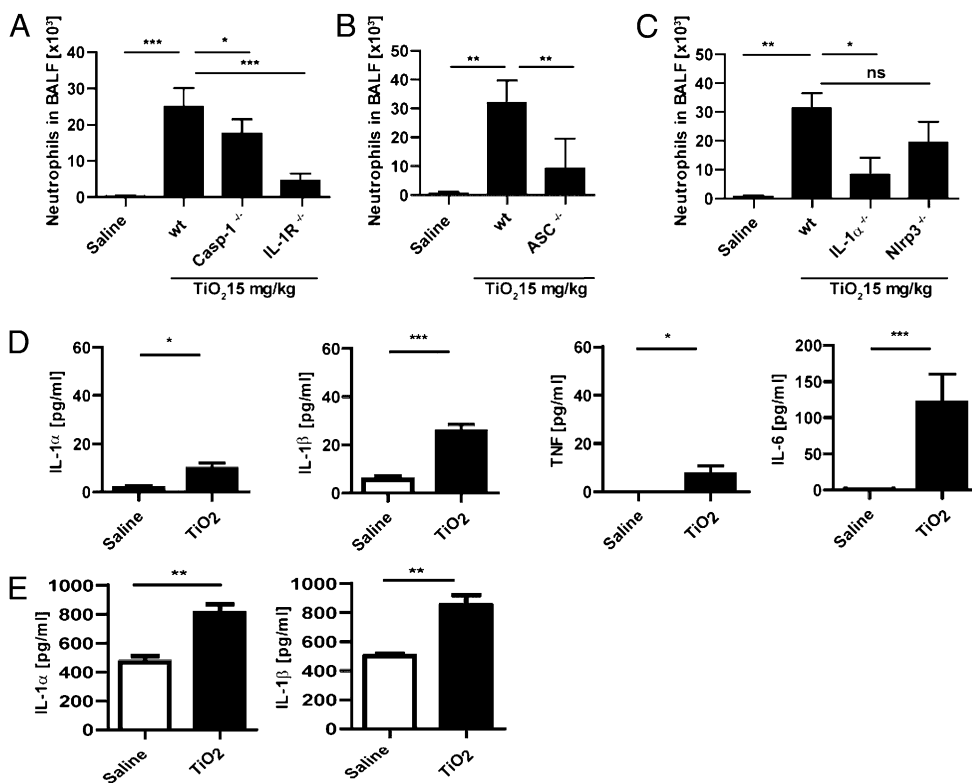 A
Neutrophils in BALF [x10³]
40
30
20
10
0
***
*
***
Saline
wt
Casp-1 -/-
IL-1R -/-
TiO₂15 mg/kg
B
Neutrophils in BALF [x10³]
50
40
30
20
10
0
**
**
Saline
wt
ASC -/-
TiO₂15 mg/kg
C
Neutrophils in BALF [x10³]
50
40
30
20
10
0
**
*
ns
Saline
wt
IL-1α -/-
Nlrp3 -/-
TiO₂15 mg/kg
D
IL-1α [pg/ml]
60
40
20
0
*
Saline
TiO2
IL-1β [pg/ml]
60
40
20
0
***
Saline
TiO2
TNF [pg/ml]
60
40
20
0
*
Saline
TiO2
IL-6 [pg/ml]
200
150
100
50
0
***
Saline
TiO2
E
IL-1α [pg/ml]
1000
800
600
400
200
0
**
Saline
TiO2
IL-1β [pg/ml]
1000
800
600
400
200
0
**
Saline
TiO2